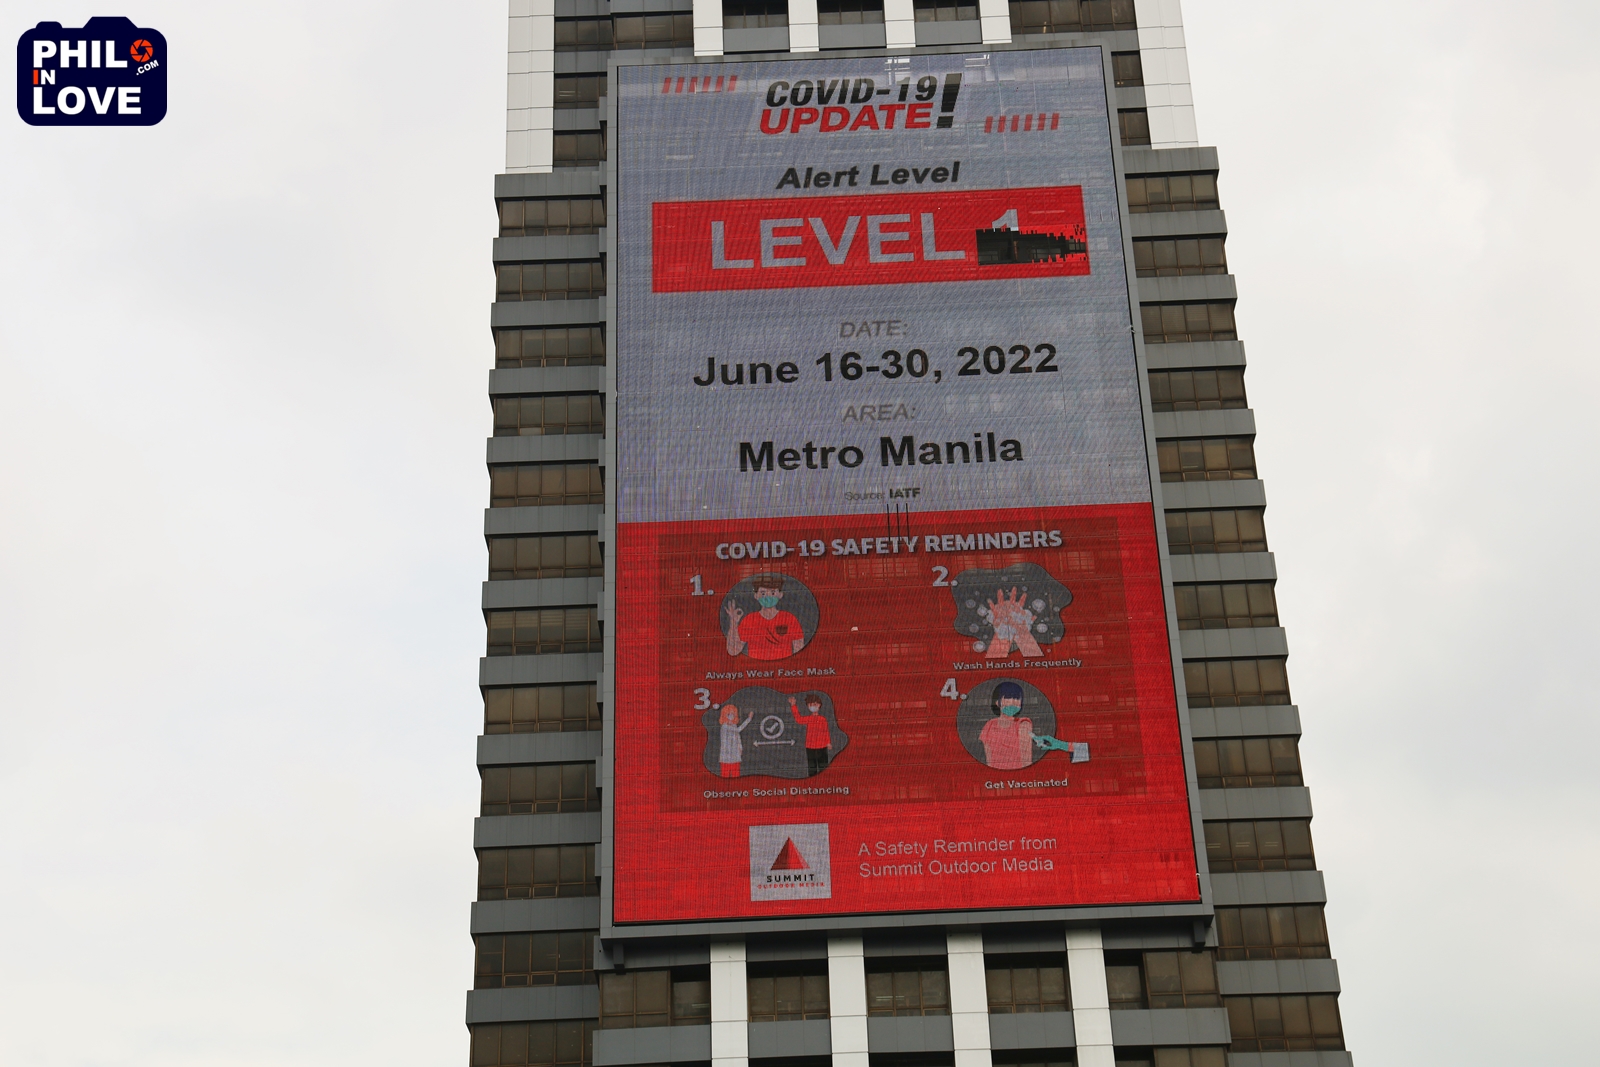 PHIL
IN
.COM
LOVE
COVID-19
UPDATE!
Alert Level
LEVEL 1
DATE:
June 16-30, 2022
AREA:
Metro Manila
Source: IATF
COVID-19 SAFETY REMINDERS
1.
Always Wear Face Mask
2.
Wash Hands Frequently
3.
Observe Social Distancing
4.
Get Vaccinated
SUMMIT
OUTDOOR MEDIA
A Safety Reminder from
Summit Outdoor Media